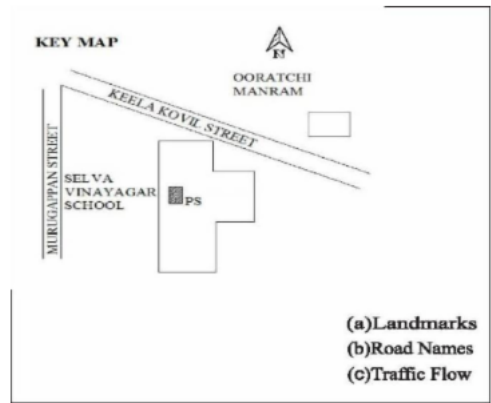 KEY MAP
N
OORATCHI
MANRAM
KEELA KOVIL STREET
MURUGAPPAN STREET
SELVA
VINAYAGAR
SCHOOL
PS
(a)Landmarks
(b)Road Names
(c)Traffic Flow